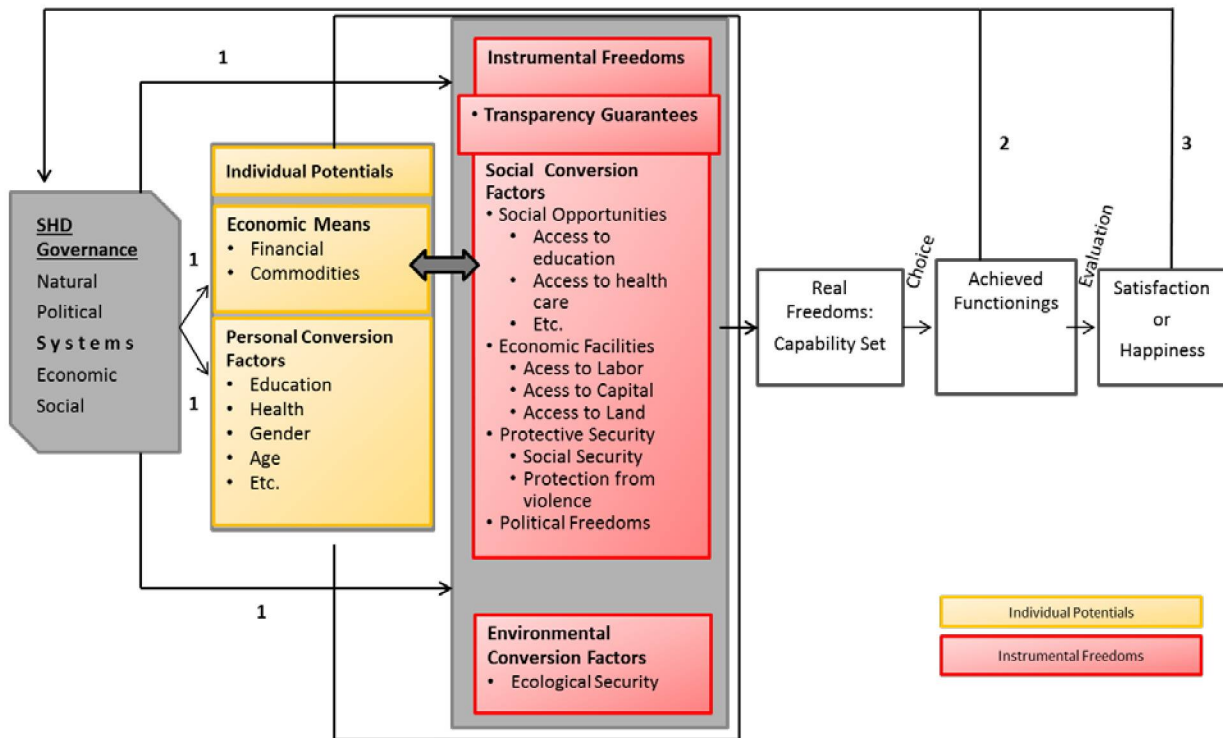 1
Instrumental Freedoms
• Transparency Guarantees
2
3
Individual Potentials
Social Conversion
Factors
• Social Opportunities
• Access to
education
• Access to health
care
• Etc.
• Economic Facilities
• Acess to Labor
• Acess to Capital
• Access to Land
• Protective Security
• Social Security
• Protection from
violence
• Political Freedoms
SHD
Governance
Natural
Political
Systems
Economic
Social
1
1
Economic Means
• Financial
• Commodities
Personal Conversion
Factors
• Education
• Health
• Gender
• Age
• Etc.
Real
Freedoms:
Capability Set
Choice
Achieved
Functionings
Evaluation
Satisfaction
or
Happiness
1
Environmental
Conversion Factors
• Ecological Security
Individual Potentials
Instrumental Freedoms